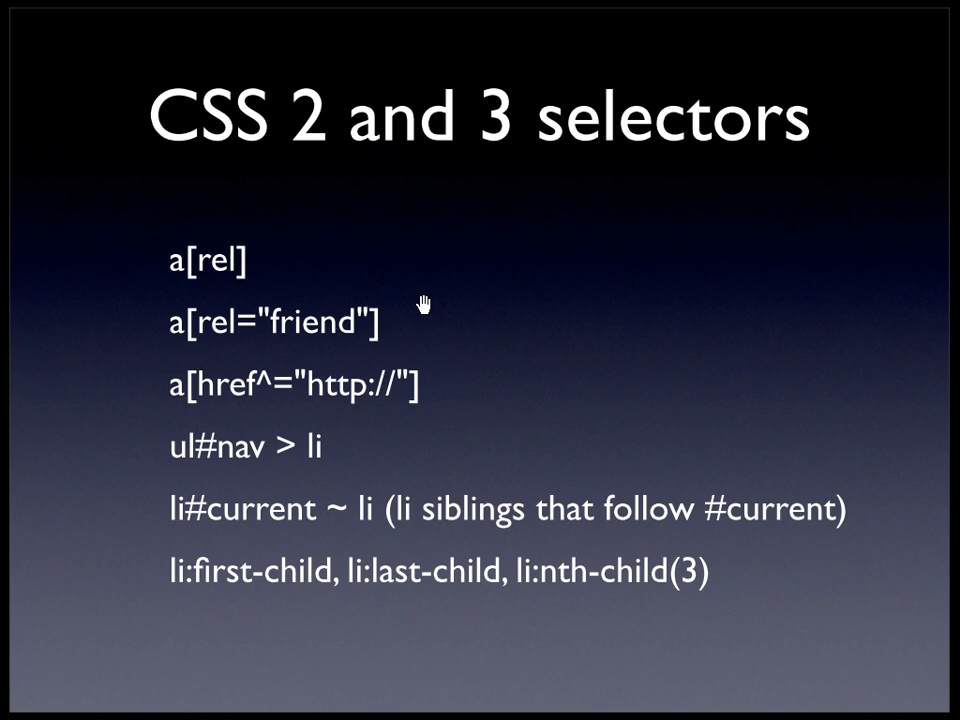 CSS 2 and 3 selectors
a[rel]
a[rel="friend"]
a[href^="http://"]
ul#nav > li
li#current ~ li (li siblings that follow #current)
li:first-child, li:last-child, li:nth-child(3)